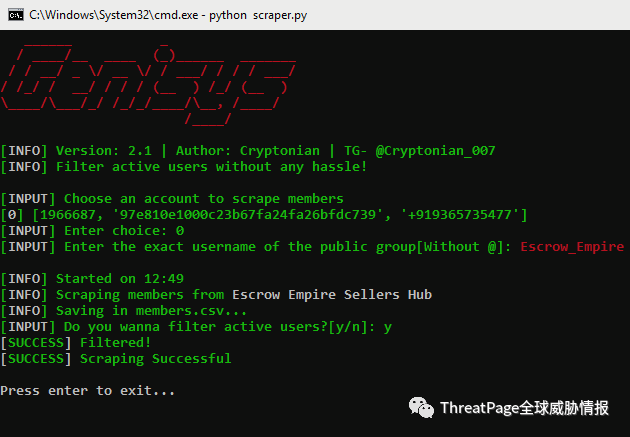 C:\Windows\System32\cmd.exe - python  scraper.py
Genisys
[INFO] Version: 2.1 | Author: Cryptonian | TG- @Cryptonian_007
[INFO] Filter active users without any hassle!
[INPUT] Choose an account to scrape members
[0] [1966687, '97e810e1000c23b67fa24fa26bfdc739', '+919365735477']
[INPUT] Enter choice: 0
[INPUT] Enter the exact username of the public group[Without @]: Escrow_Empire
[INFO] Started on 12:49
[INFO] Scraping members from Escrow Empire Sellers Hub
[INFO] Saving in members.csv...
[INPUT] Do you wanna filter active users?[y/n]: y
[SUCCESS] Filtered!
[SUCCESS] Scraping Successful
Press enter to exit...
ThreatPage全球威胁情报